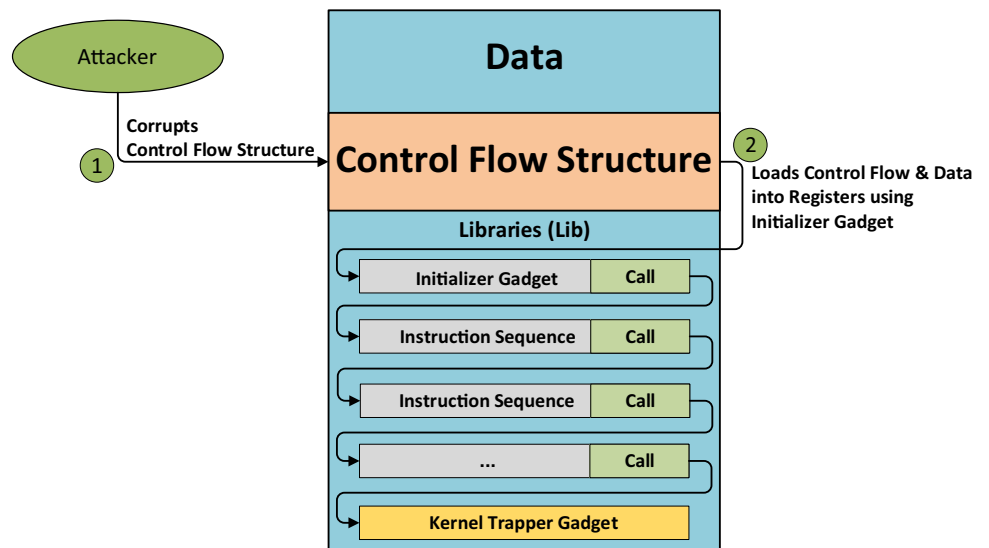 Attacker
1
Corrupts
Control Flow Structure
Data
Control Flow Structure
2
Loads Control Flow & Data
into Registers using
Initializer Gadget
Libraries (Lib)
Initializer Gadget Call
Instruction Sequence Call
Instruction Sequence Call
... Call
Kernel Trapper Gadget